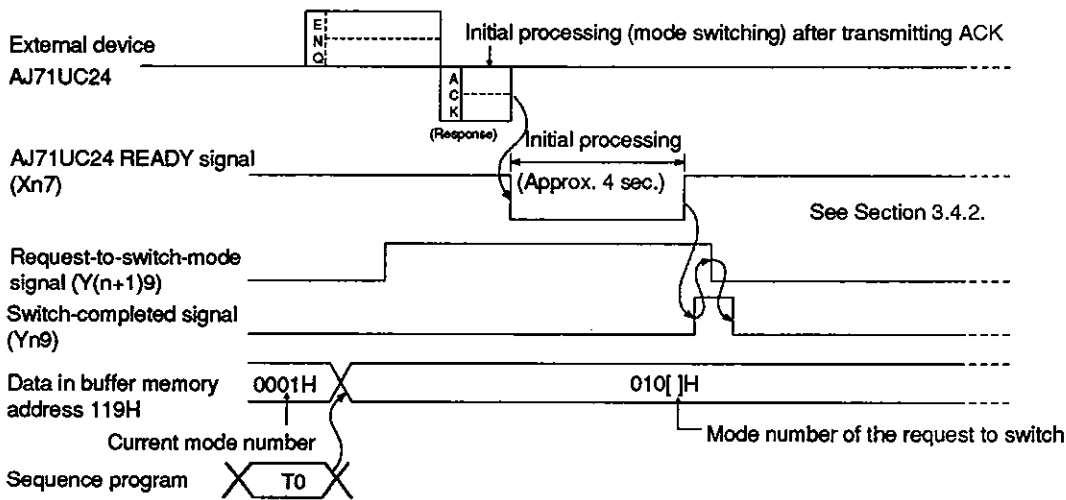 E
N
Q
Initial processing (mode switching) after transmitting ACK
External device
AJ71UC24
A
C
K
(Response)
Initial processing
AJ71UC24 READY signal
(Xn7)
(Approx. 4 sec.)
See Section 3.4.2.
Request-to-switch-mode
signal (Y(n+1)9)
Switch-completed signal
(Yn9)
Data in buffer memory
address 119H
0001H
010[ ]H
Current mode number
Mode number of the request to switch
Sequence program
T0